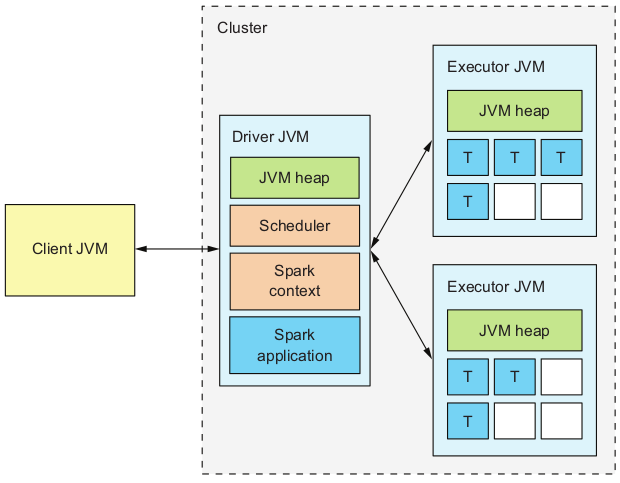 Cluster
Client JVM
Driver JVM
JVM heap
Scheduler
Spark
context
Spark
application
Executor JVM
JVM heap
T T T
T
Executor JVM
JVM heap
T T
T